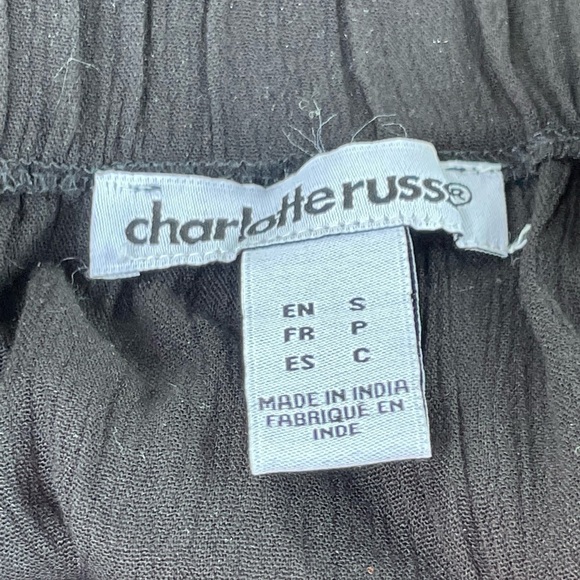 charlotte russe®
EN S
FR P
ES C
MADE IN INDIA
FABRIQUÉ EN
INDE